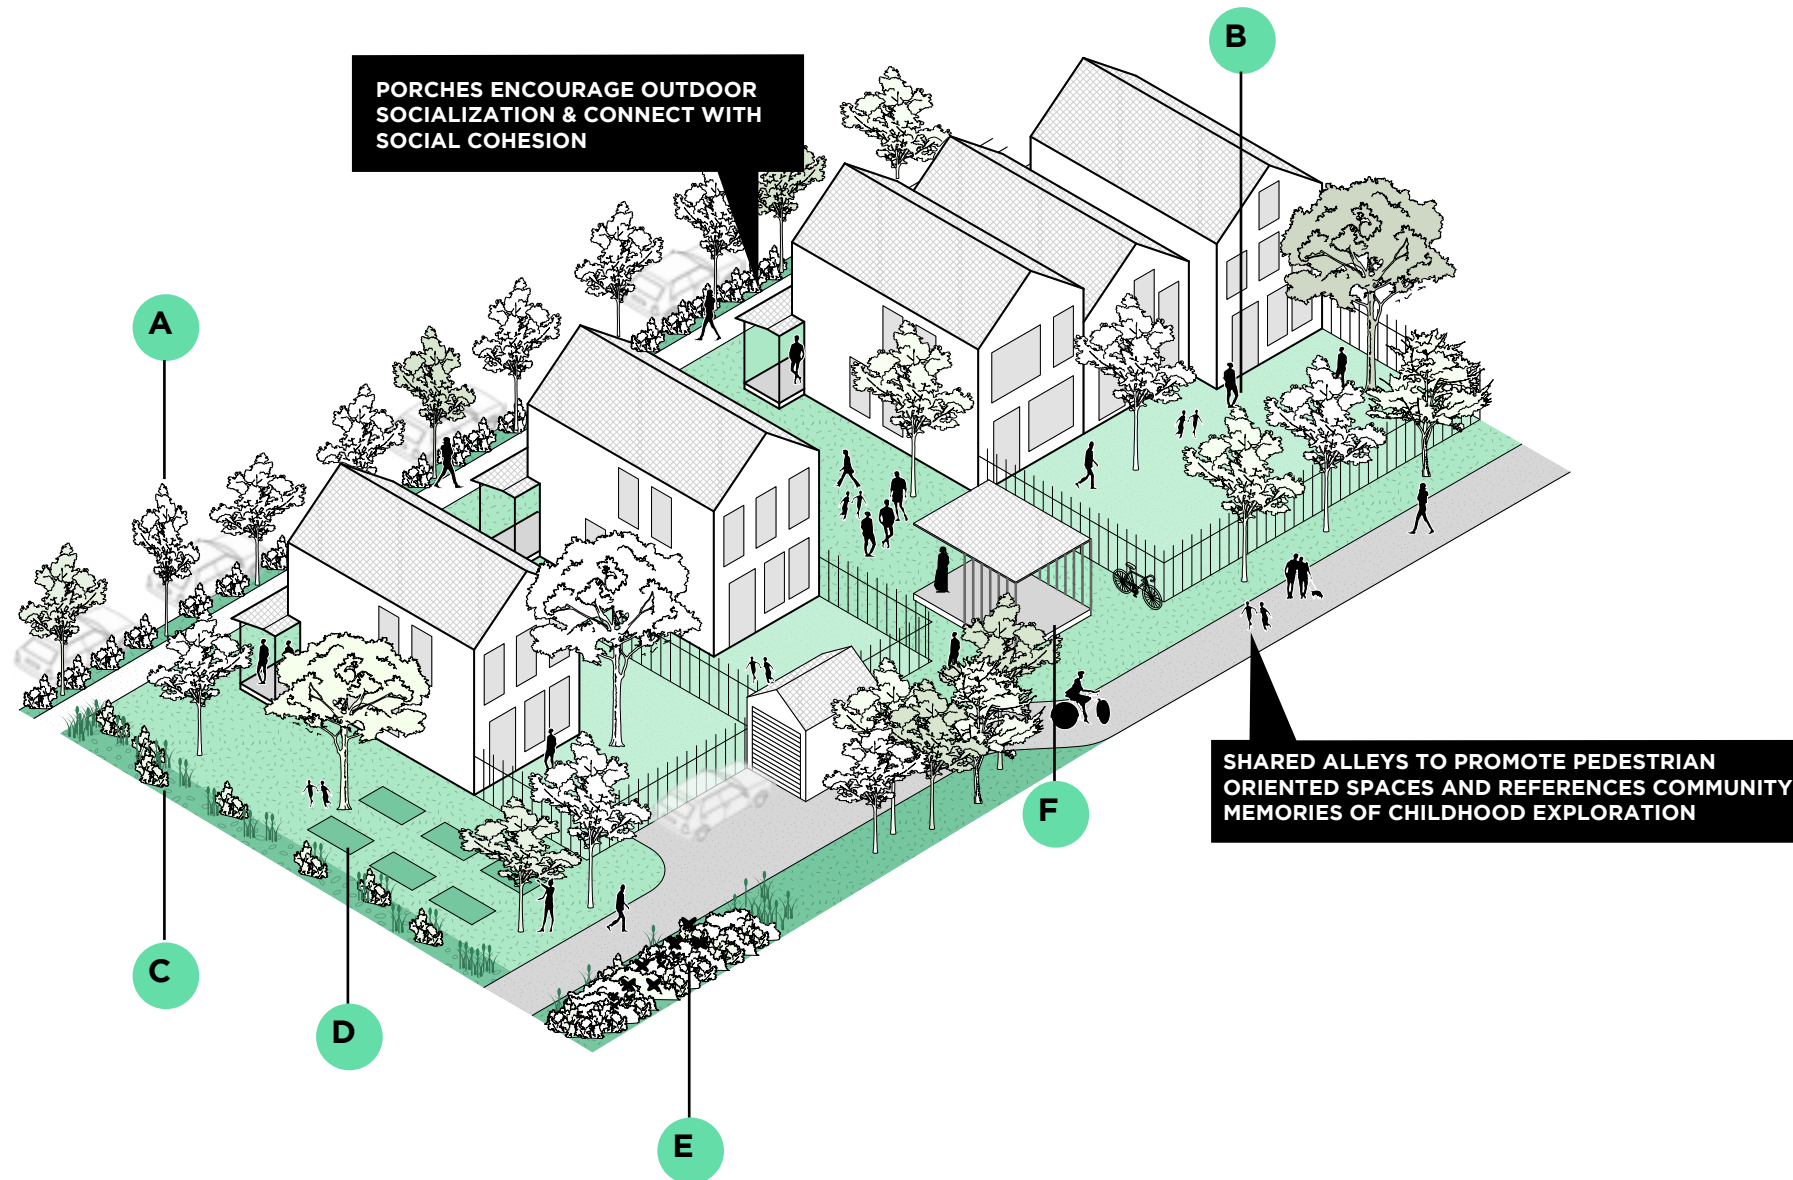 B
PORCHES ENCOURAGE OUTDOOR
SOCIALIZATION & CONNECT WITH
SOCIAL COHESION
A
SHARED ALLEYS TO PROMOTE PEDESTRIAN
ORIENTED SPACES AND REFERENCES COMMUNITY
MEMORIES OF CHILDHOOD EXPLORATION
F
C
D
E